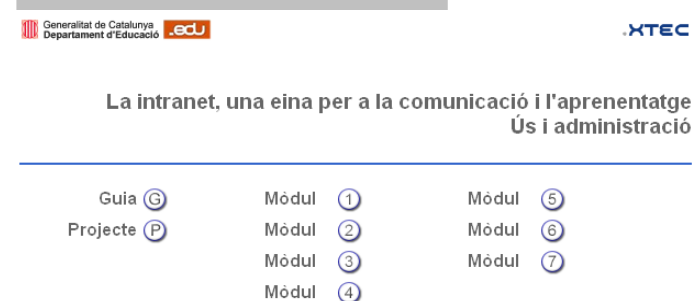 Generalitat de Catalunya
Departament d'Educació
.edu
.XTEC
La intranet, una eina per a la comunicació i l'aprenentatge
Ús i administració
Guia G
Mòdul 1
Mòdul 5
Projecte P
Mòdul 2
Mòdul 6
Mòdul 3
Mòdul 7
Mòdul 4